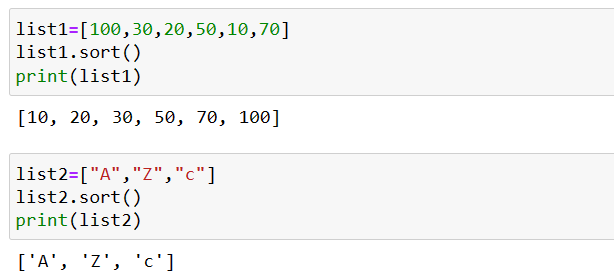 list1=[100,30,20,50,10,70]
list1.sort()
print(list1)
[10, 20, 30, 50, 70, 100]
list2=["A","Z","c"]
list2.sort()
print(list2)
['A', 'Z', 'c']